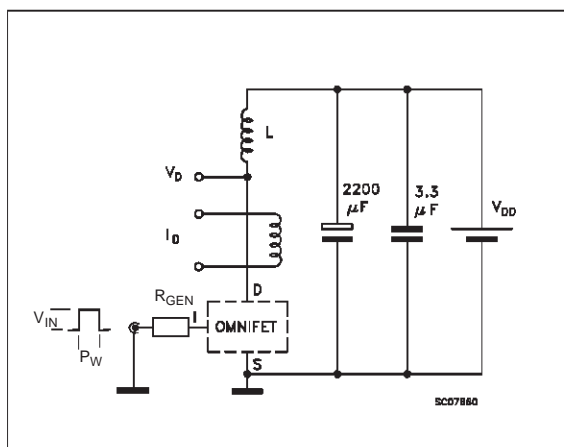 L
V_D
2200
µF
3.3
µF
V_DD
I_D
D
R_GEN
I
V_IN
OMNIFET
P_W
S
SC07860